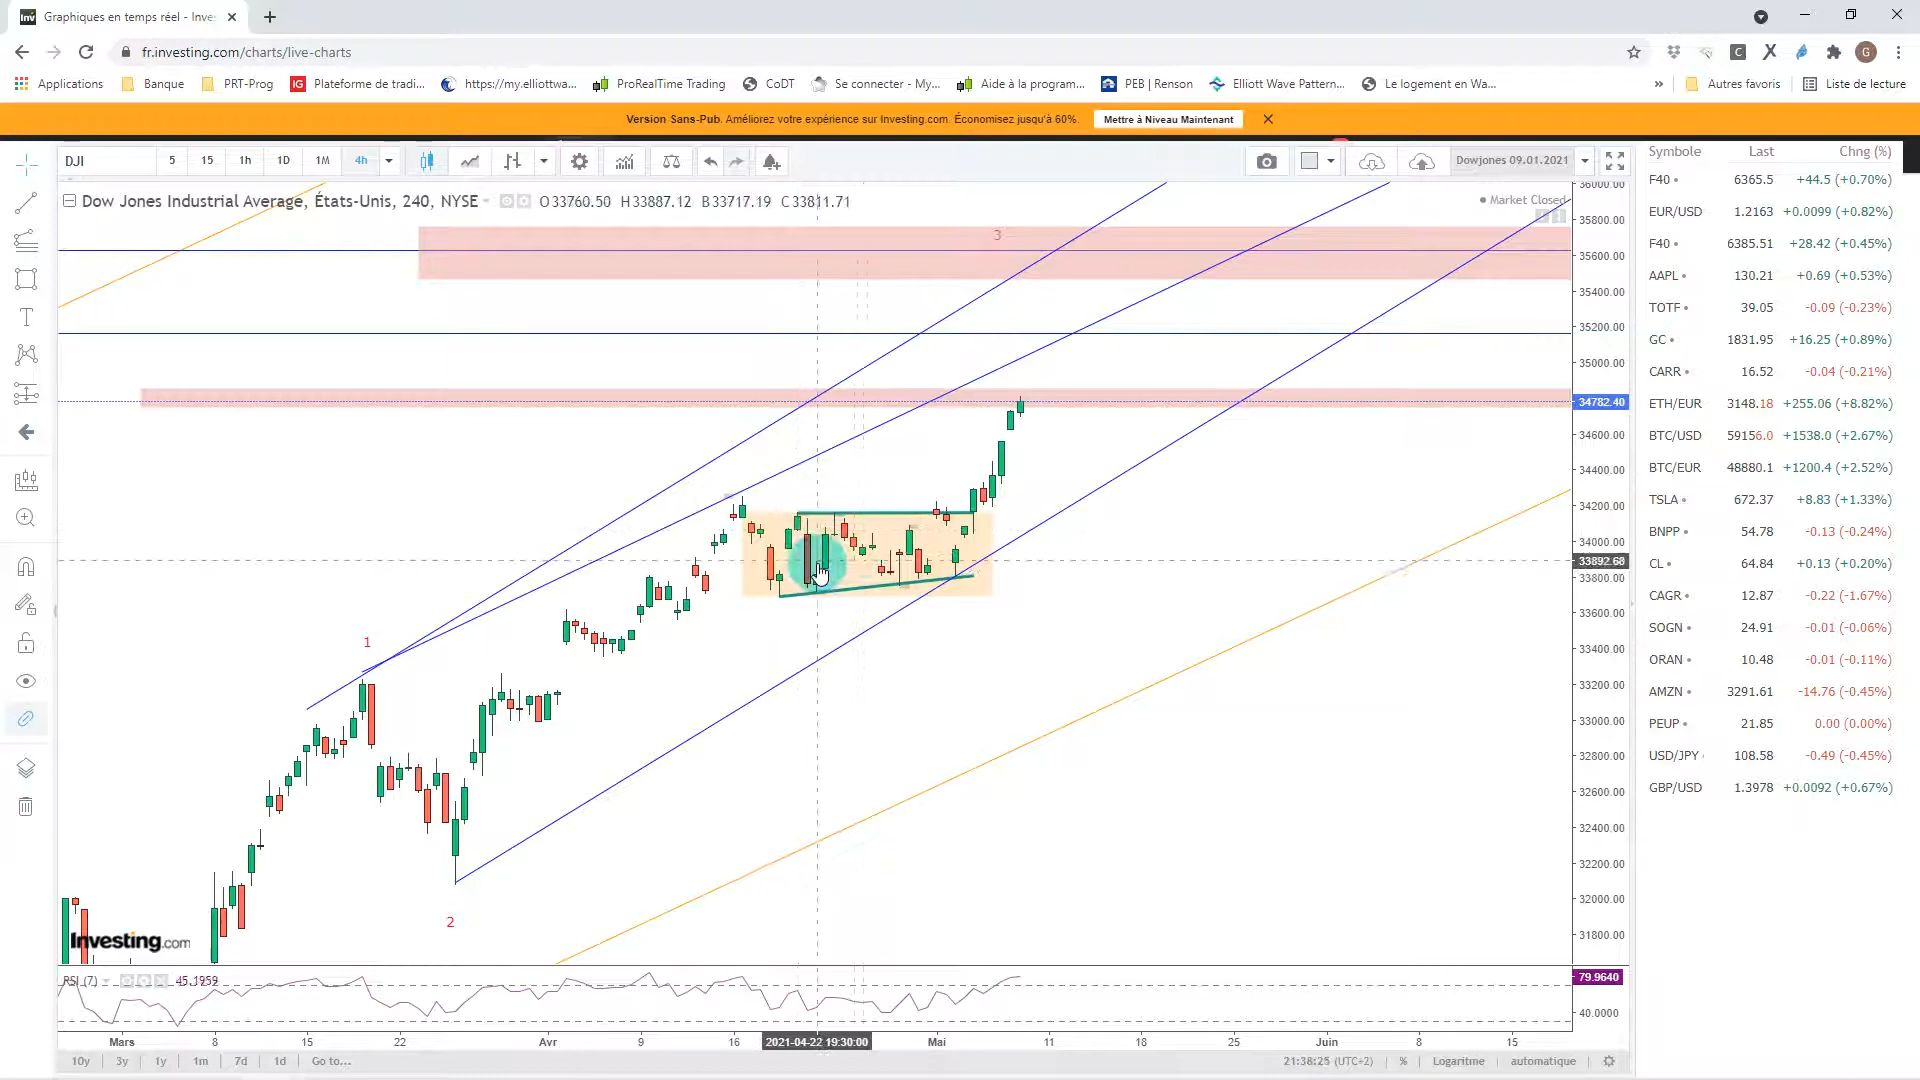 Graphiques en temps réel - Inve
fr.investing.com/charts/live-charts
Applications Banque PRT-Prog IG Plateforme de tradi... https://my.elliottwa... ProRealTime Trading CoDT Se connecter - My... Aide à la program... PEB | Renson Elliott Wave Pattern... Le logement en Wa... » Autres favoris Liste de lecture
Version Sans-Pub. Améliorez votre expérience sur Investing.com. Économisez jusqu'à 60%. Mettre à Niveau Maintenant
DJI 5 15 1h 1D 1M 4h Dowjones 09.01.2021
Dow Jones Industrial Average, États-Unis, 240, NYSE O33760.50 H33887.12 B33717.19 C33811.71
Market Closed
36000.00
35800.00
35600.00
35400.00
35200.00
35000.00
34782.40
34600.00
34400.00
34200.00
34000.00
33892.68
33800.00
33600.00
33400.00
33200.00
33000.00
32800.00
32600.00
32400.00
32200.00
32000.00
31800.00
3
1
2
Investing.com
RSI (7) 45.1959
79.9640
40.0000
Mars 8 15 22 Avr 9 16 2021-04-22 19:30:00 Mai 11 18 25 Juin 8 15
10y 3y 1y 1m 7d 1d Go to... 21:38:25 (UTC+2) % Logaritme automatique
Symbole Last Chng (%)
F40 6365.5 +44.5 (+0.70%)
EUR/USD 1.2163 +0.0099 (+0.82%)
F40 6385.51 +28.42 (+0.45%)
AAPL 130.21 +0.69 (+0.53%)
TOTF 39.05 -0.09 (-0.23%)
GC 1831.95 +16.25 (+0.89%)
CARR 16.52 -0.04 (-0.21%)
ETH/EUR 3148.18 +255.06 (+8.82%)
BTC/USD 59156.0 +1538.0 (+2.67%)
BTC/EUR 48880.1 +1200.4 (+2.52%)
TSLA 672.37 +8.83 (+1.33%)
BNPP 54.78 -0.13 (-0.24%)
CL 64.84 +0.13 (+0.20%)
CAGR 12.87 -0.22 (-1.67%)
SOGN 24.91 -0.01 (-0.06%)
ORAN 10.48 -0.01 (-0.11%)
AMZN 3291.61 -14.76 (-0.45%)
PEUP 21.85 0.00 (0.00%)
USD/JPY 108.58 -0.49 (-0.45%)
GBP/USD 1.3978 +0.0092 (+0.67%)